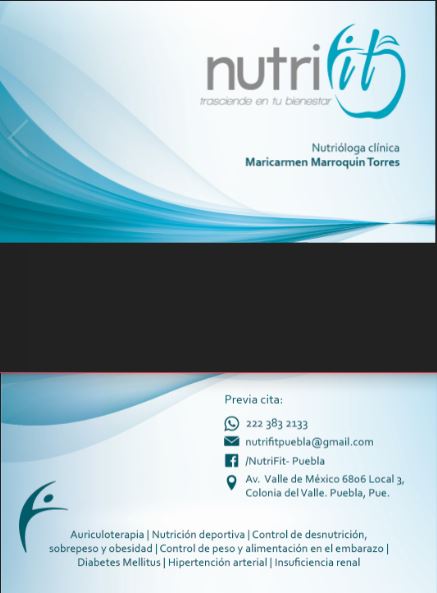 nutrifit
trasciende en tu bienestar
Nutrióloga clínica
Maricarmen Marroquin Torres
Previa cita:
222 383 2133
nutrifitpuebla@gmail.com
/NutriFit- Puebla
Av. Valle de México 6806 Local 3,
Colonia del Valle. Puebla, Pue.
Auriculoterapia | Nutrición deportiva | Control de desnutrición,
sobrepeso y obesidad | Control de peso y alimentación en el embarazo |
Diabetes Mellitus | Hipertención arterial | Insuficiencia renal